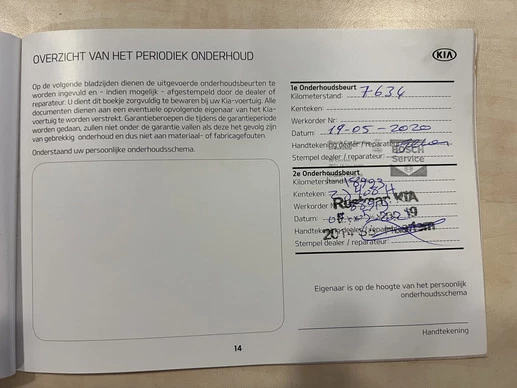 OVERZICHT VAN HET PERIODIEK ONDERHOUD
KIA
Op de volgende bladzijden dienen de uitgevoerde onderhoudsbeurten te
worden ingevuld en - indien mogelijk - afgestempeld door de dealer of
reparateur. U dient dit boekje zorgvuldig te bewaren bij uw Kia-voertuig. Alle
documenten dienen aan een eventuele opvolgende eigenaar van het Kia-
voertuig te worden verstrekt. Garantieberoepen die tijdens de garantieperiode
worden gedaan, zullen niet onder de garantie vallen als deze het gevolg zijn
van gebrekkig onderhoud en dus niet aan materiaal- of fabricagefouten.
Onderstaand uw persoonlijke onderhoudsschema.
1e Onderhoudsbeurt
Kilometerstand: 7634
Kenteken:
Werkorder Nr:
Datum: 19-05-2020
Handtekening dealer / reparateur
BOSCH
Stempel dealer / reparateur:
Service
2e Onderhoudsbeurt
Kilometerstand
Kenteken:
Werkorder
KIA
Datum:
Stempel dealer / reparateur:
Eigenaar is op de hoogte van het persoonlijk
onderhoudsschema
Handtekening
14